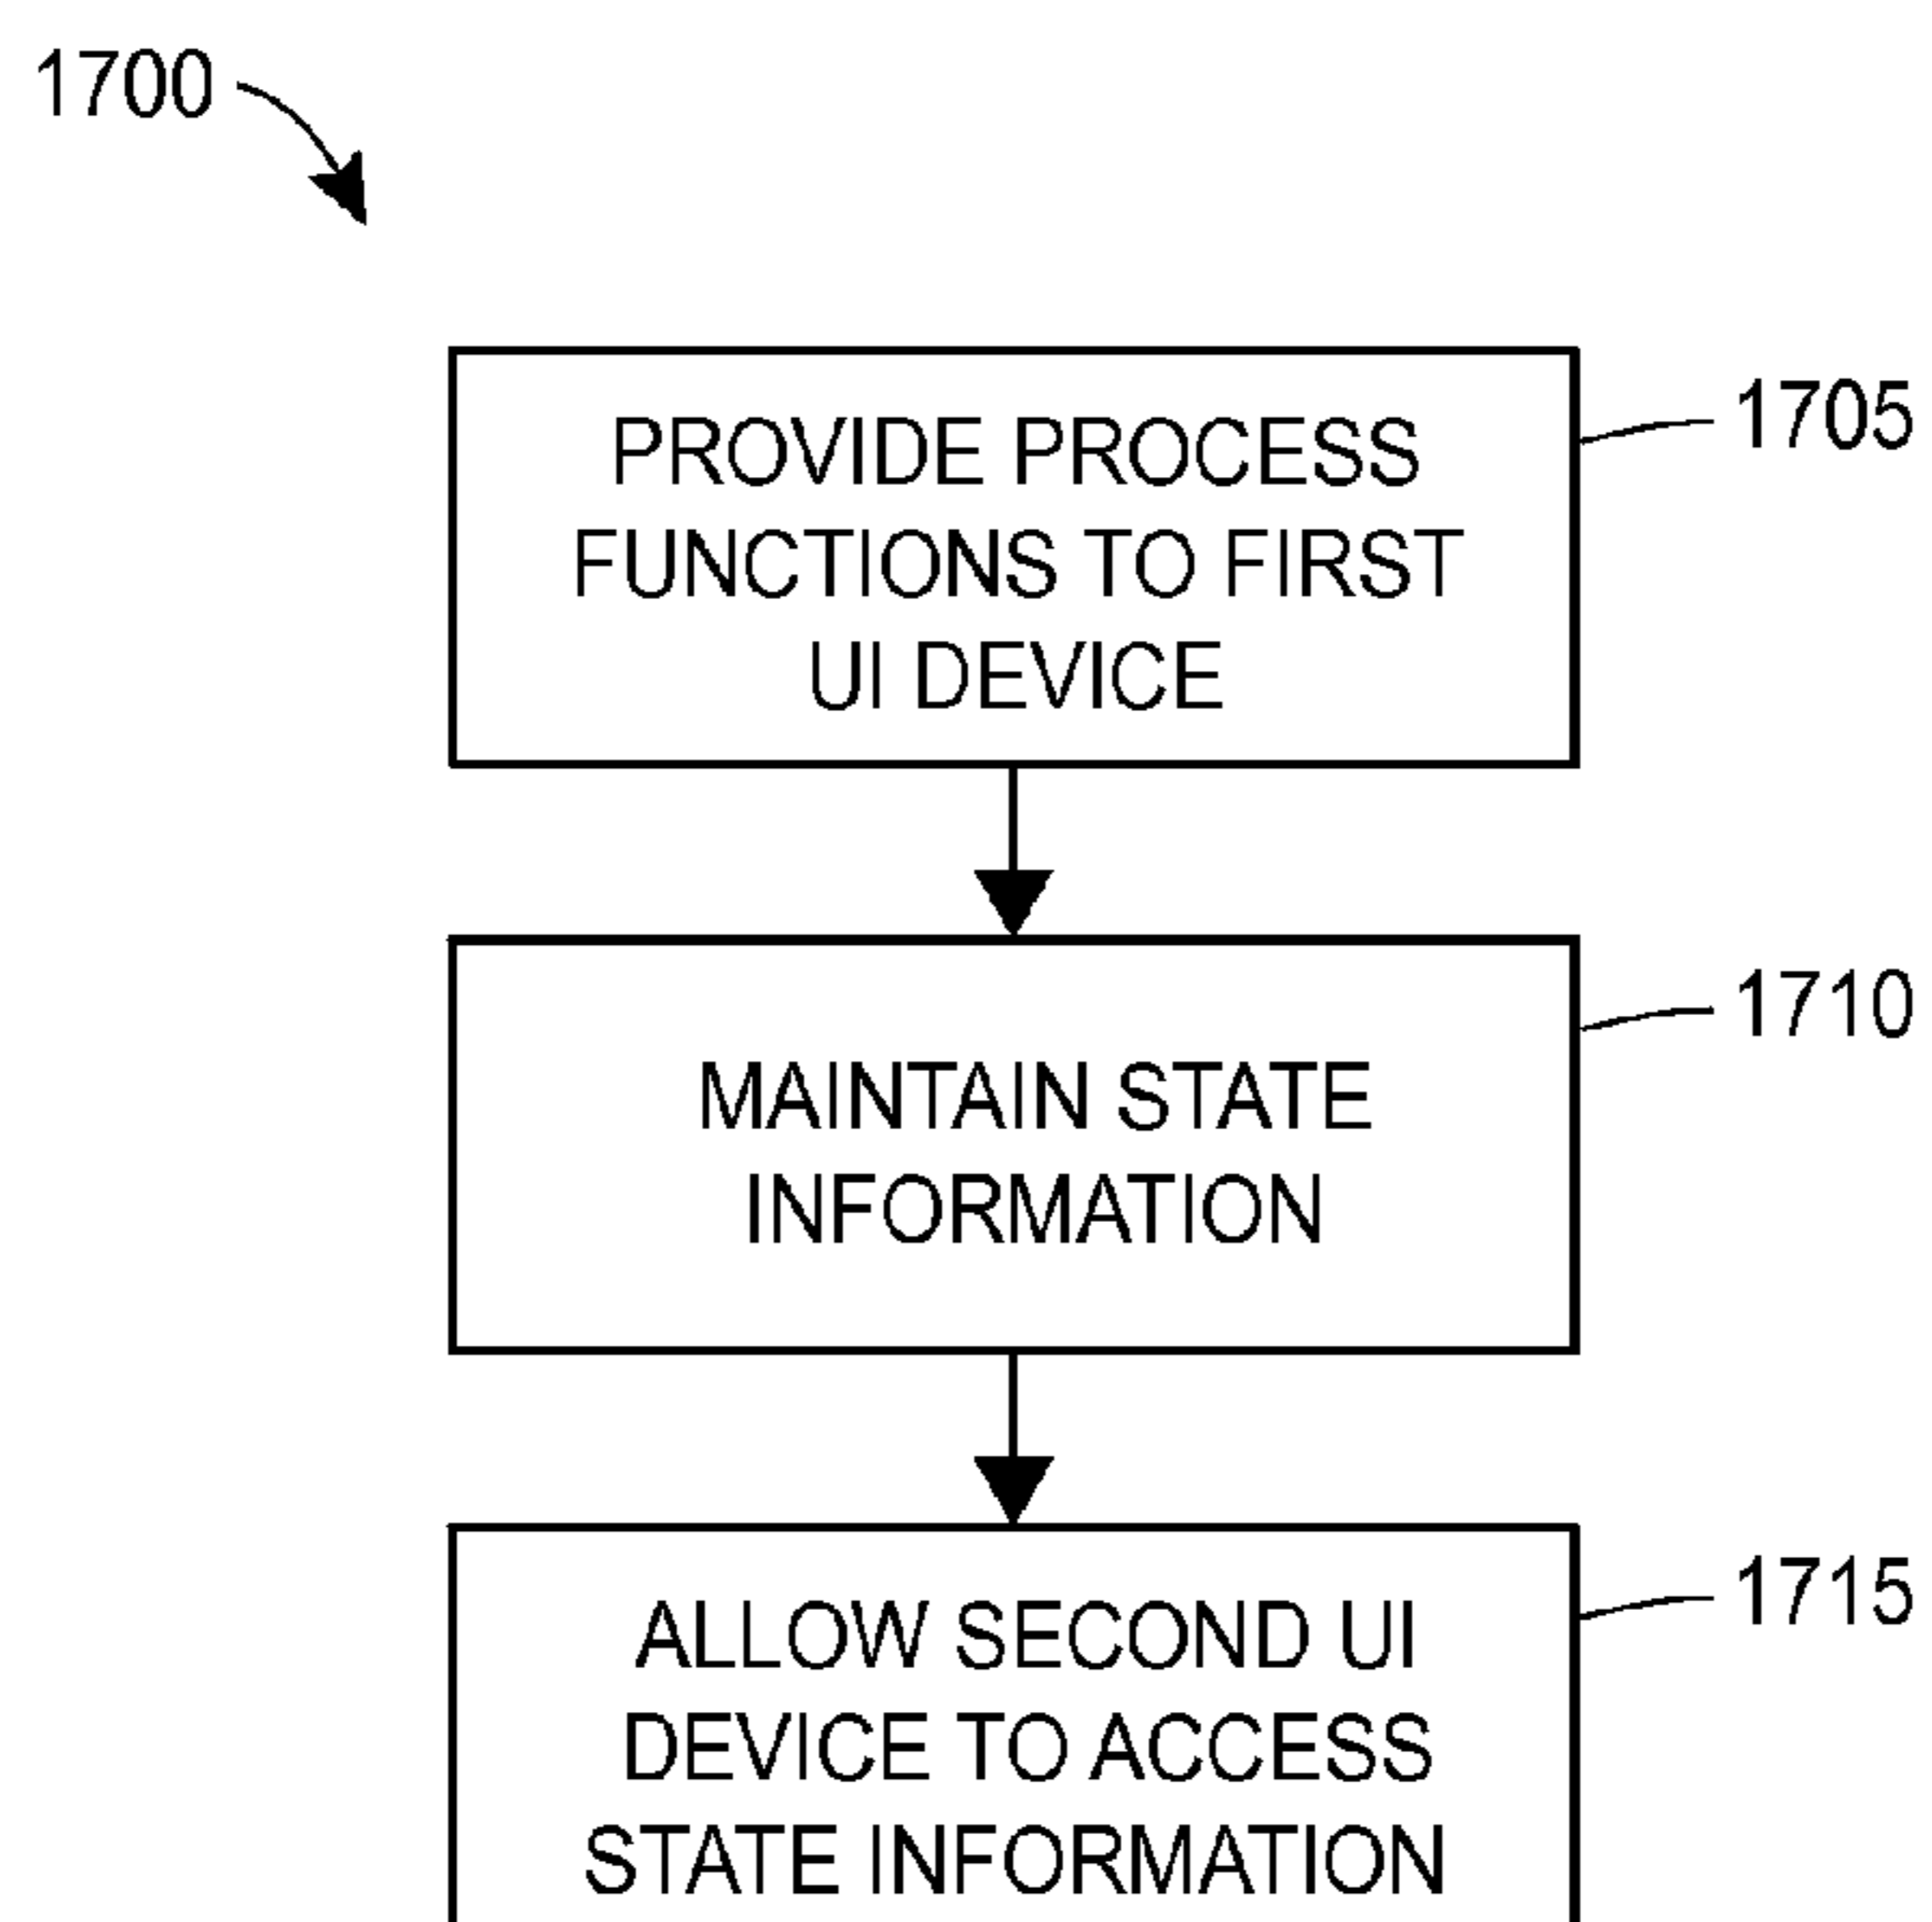 1700
PROVIDE PROCESS
FUNCTIONS TO FIRST
UI DEVICE
1705
MAINTAIN STATE
INFORMATION
1710
ALLOW SECOND UI
DEVICE TO ACCESS
STATE INFORMATION
1715